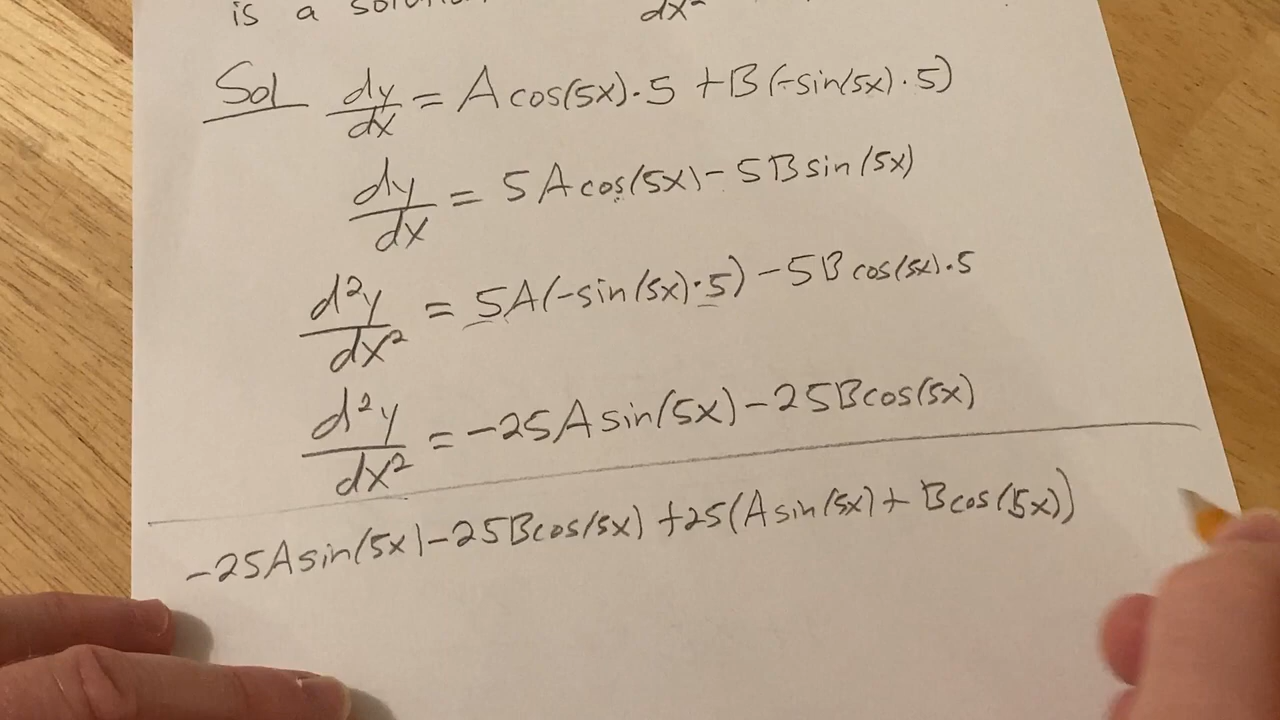 is a
dx²
Sol dy/dx = A cos(5x)·5 + B(-sin(5x)·5)
dy/dx = 5A cos(5x) - 5B sin(5x)
d²y/dx² = 5A(-sin(5x)·5) - 5B cos(5x)·5
d²y/dx² = -25A sin(5x) - 25B cos(5x)
-25A sin(5x) - 25B cos(5x) + 25(A sin(5x) + B cos(5x))